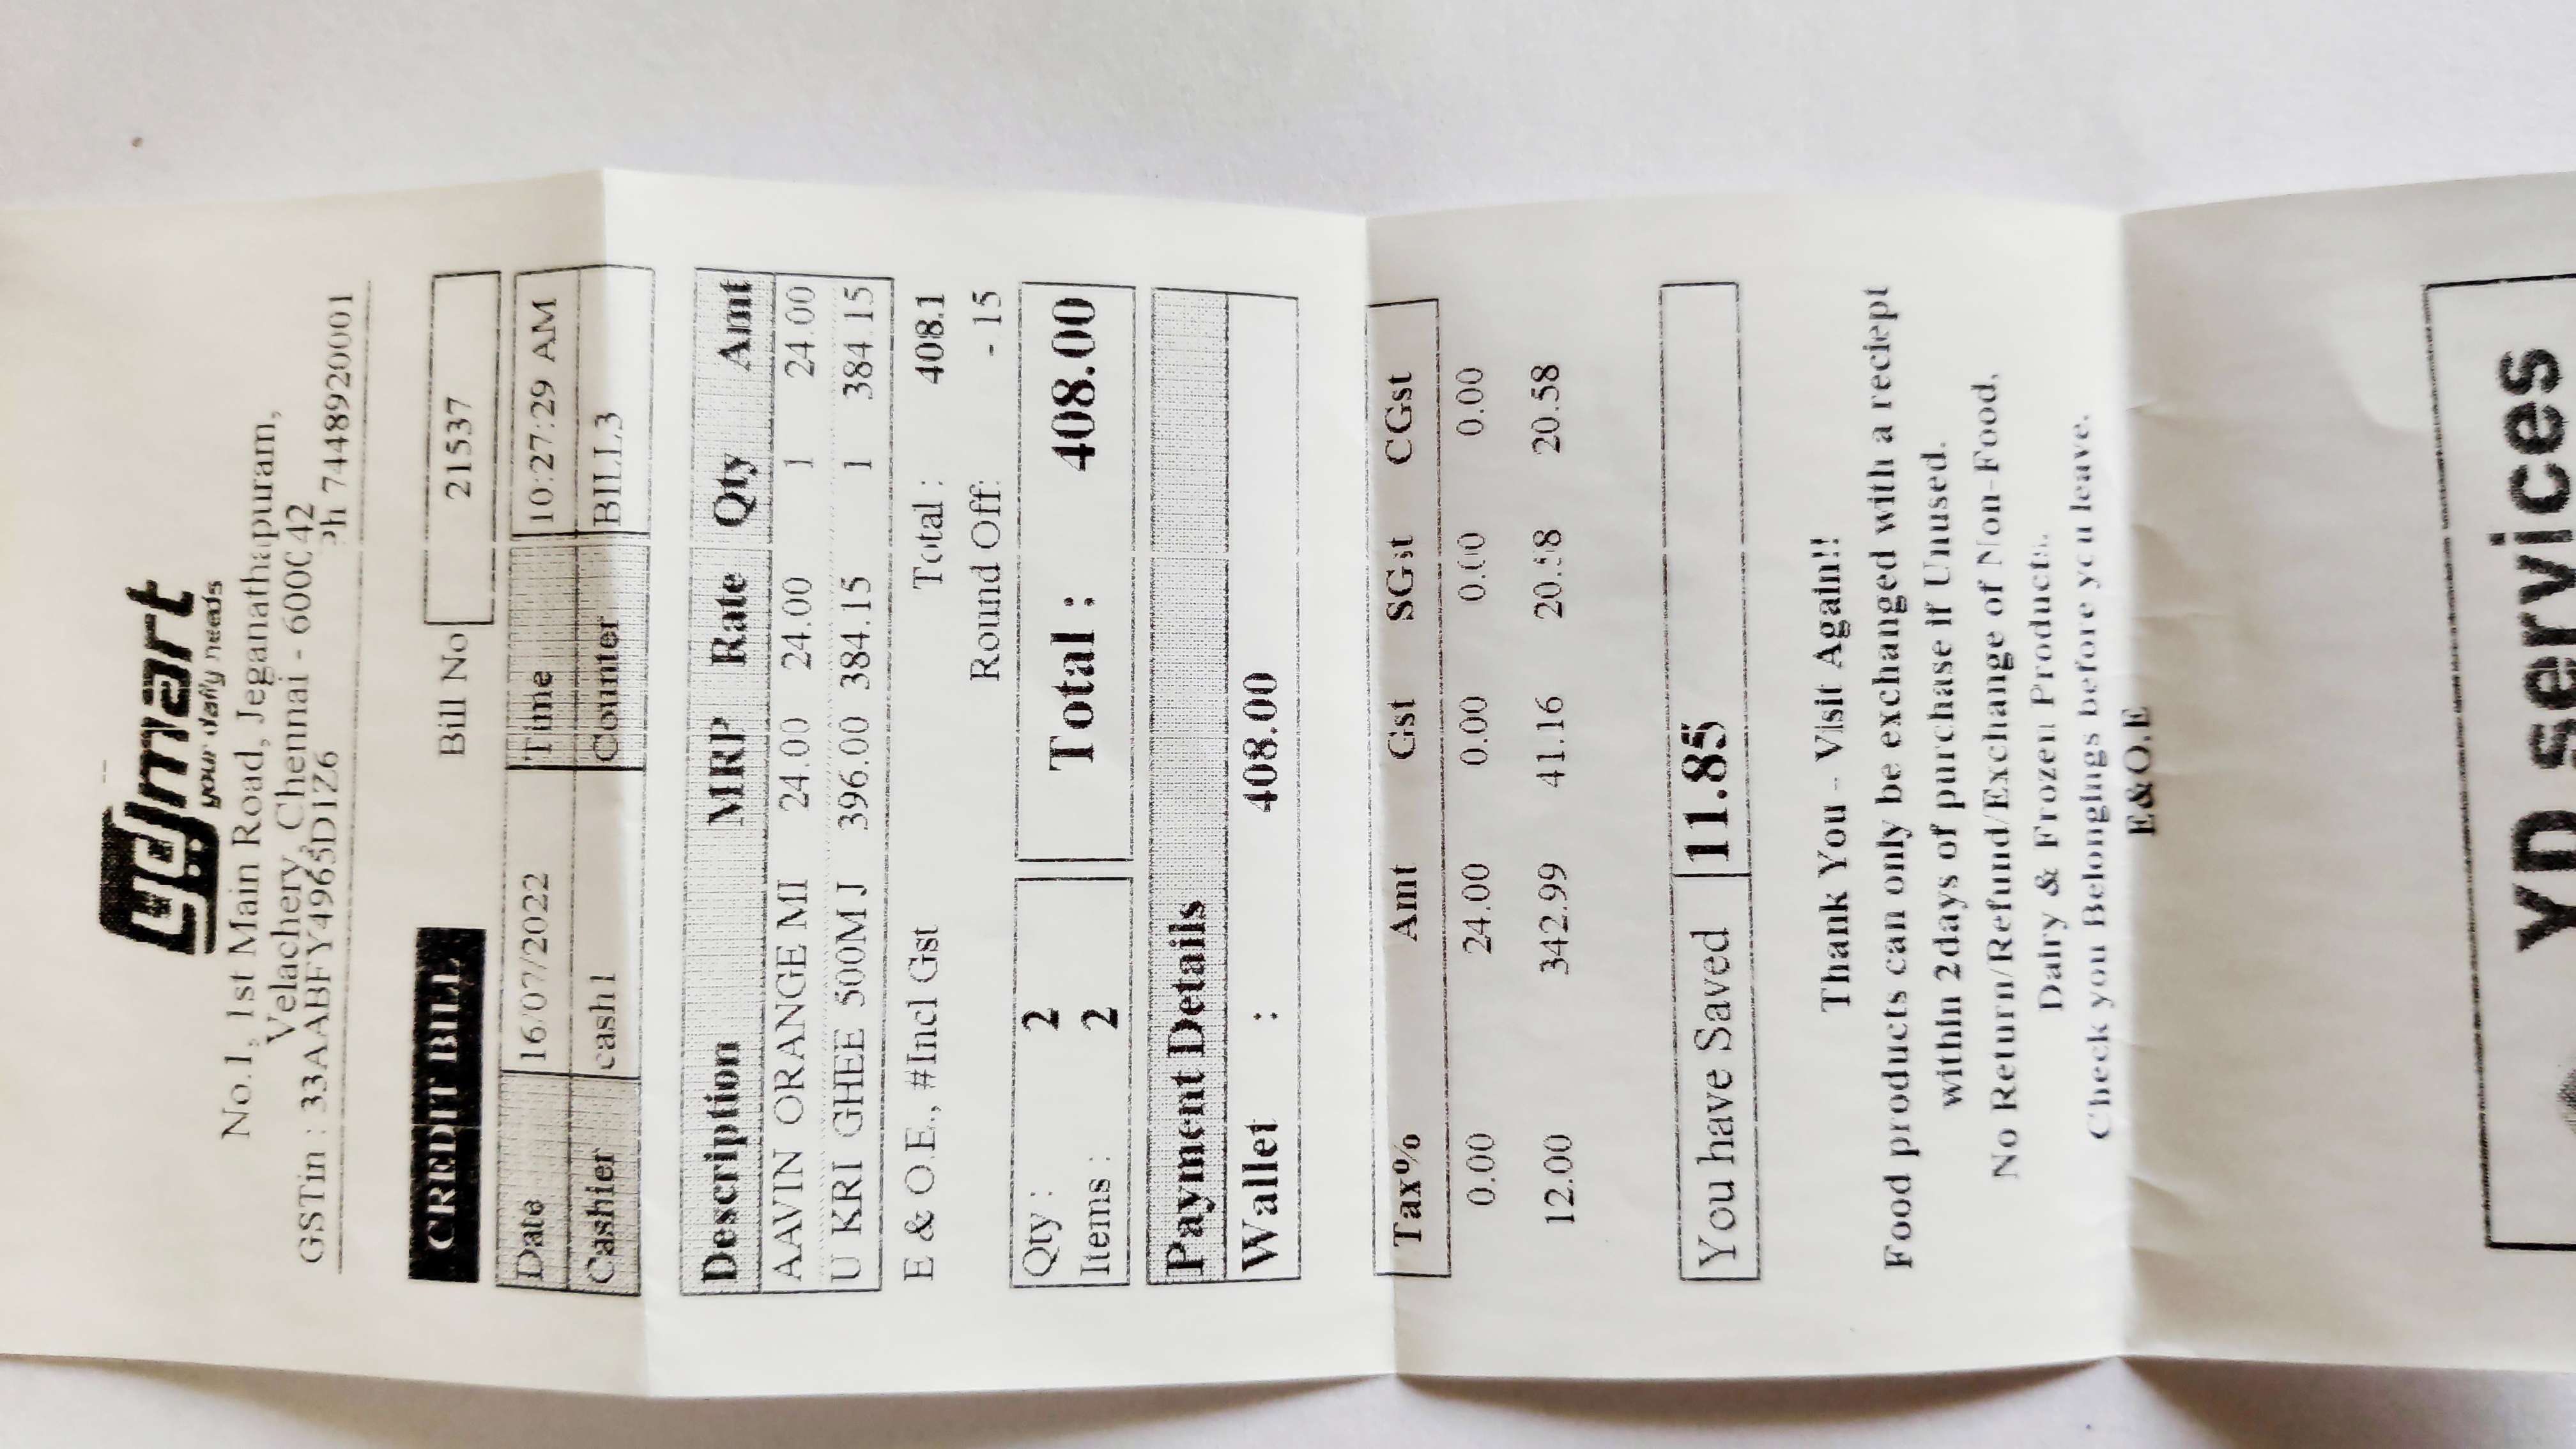 ydmart
your daily needs
No.1, 1st Main Road, Jeganathapuram,
Velachery, Chennai - 600042
GSTin : 33AABFY4965D1Z6 Ph 7448920001
CREDIT BILL Bill No 21537
Date 16/07/2022 Time 10:27:29 AM
Cashier cash1 Counter BILL3
Description MRP Rate Qty Amt
AAVIN ORANGE MI 24.00 24.00 1 24.00
U KRI GHEE 500M J 396.00 384.15 1 384.15
E & O.E., #Incl Gst Total : 408.1
Round Off: - 15
Qty : 2
Items : 2
Total : 408.00
Payment Details
Wallet : 408.00
Tax% Amt Gst SGst CGst
0.00 24.00 0.00 0.00 0.00
12.00 342.99 41.16 20.58 20.58
You have Saved 11.85
Thank You - Visit Again!!
Food products can only be exchanged with a reciept
within 2days of purchase if Unused.
No Return/Refund/Exchange of Non-Food,
Dairy & Frozen Products.
Check you Belongings before you leave.
E&O.E
YD services